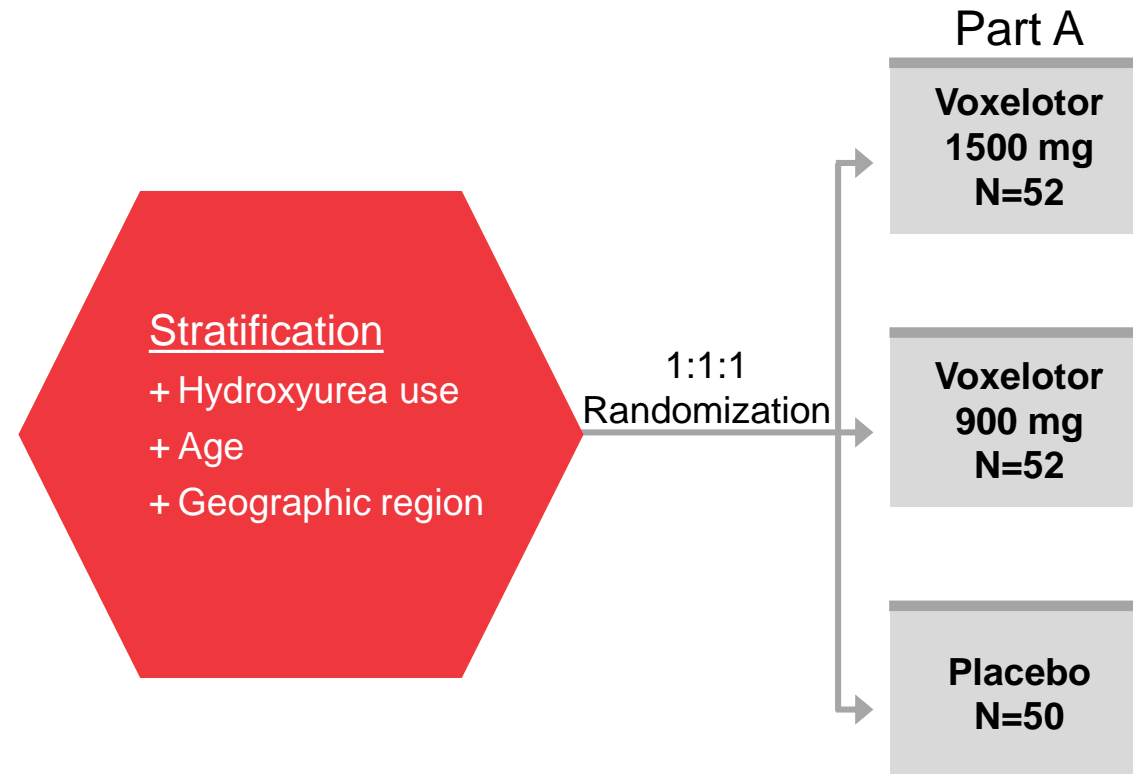 Part A
Voxelotor
1500 mg
N=52
Stratification
+ Hydroxyurea use
+ Age
+ Geographic region
1:1:1
Randomization
Voxelotor
900 mg
N=52
Placebo
N=50